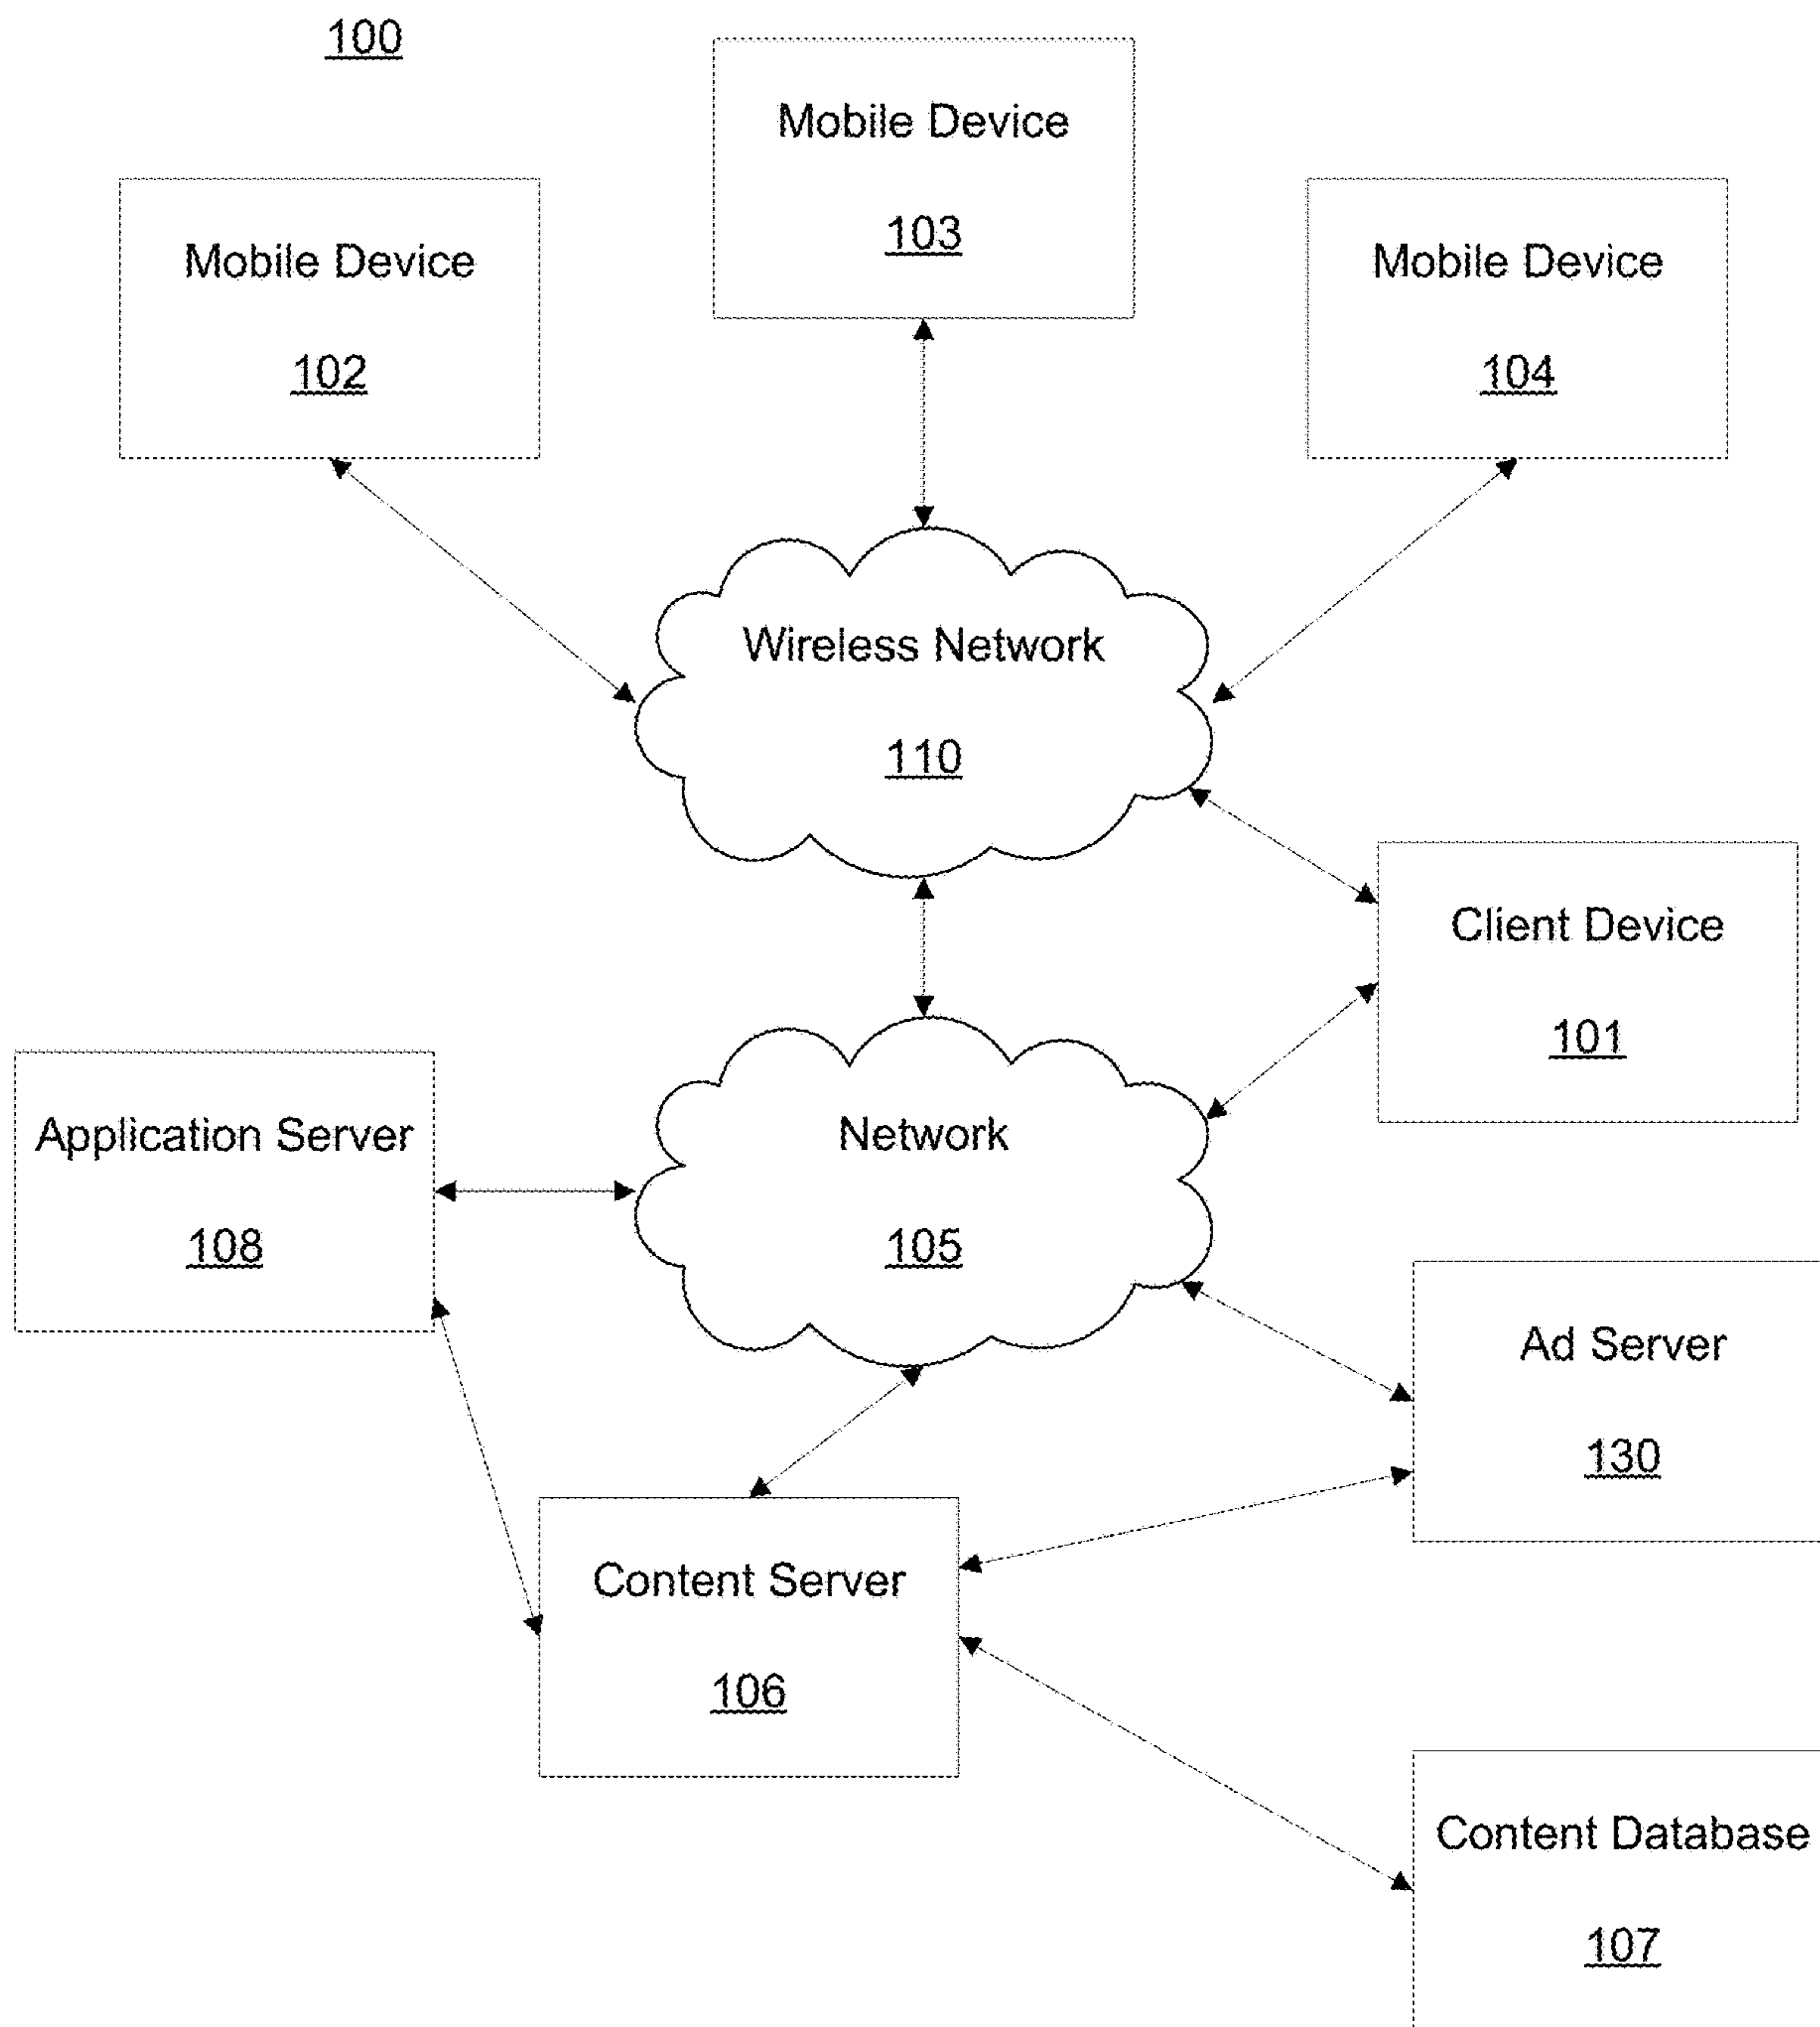 100
Mobile Device
103
Mobile Device
102
Mobile Device
104
Wireless Network
110
Client Device
101
Application Server
108
Network
105
Ad Server
130
Content Server
106
Content Database
107